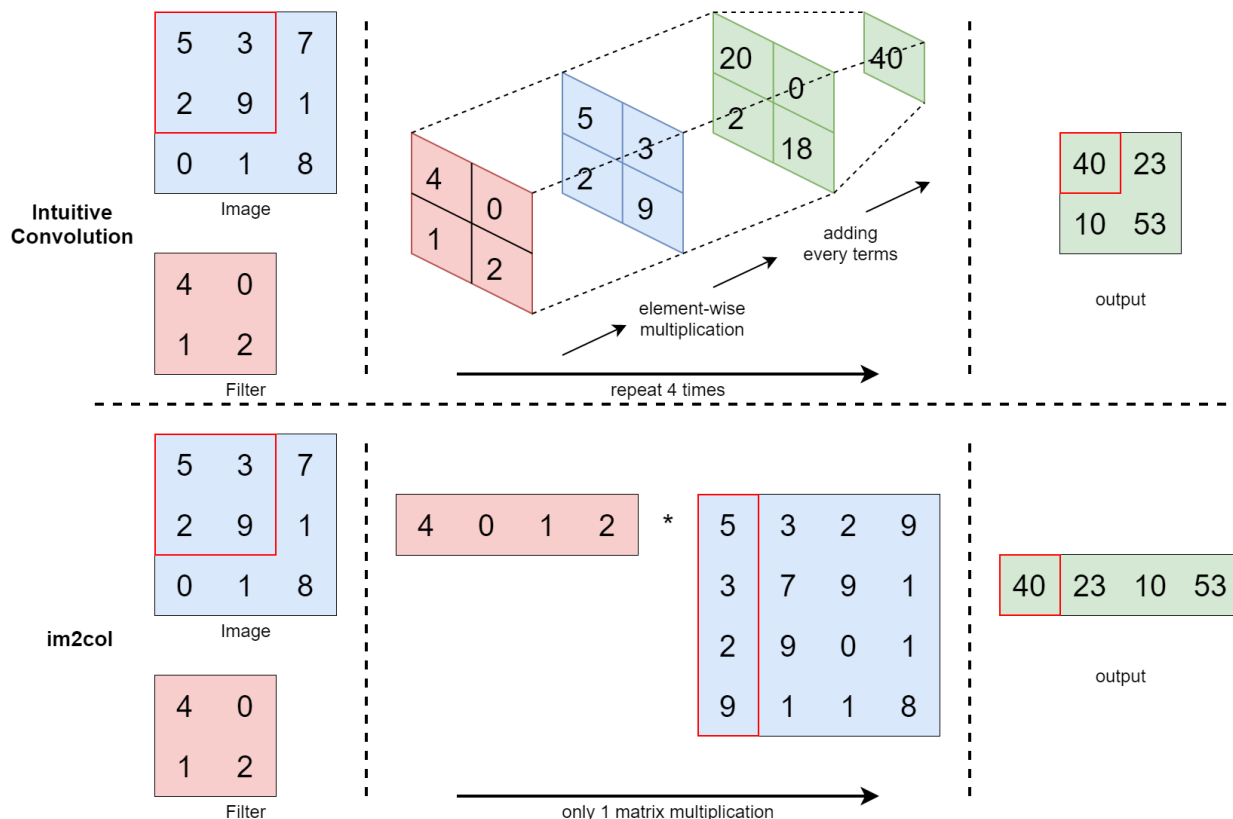 5 3 7
2 9 1
0 1 8
Image
Intuitive
Convolution
4 0
1 2
Filter
4 0
1 2
5 3
2 9
20 0
2 18
40
element-wise
multiplication
adding
every terms
repeat 4 times
40 23
10 53
output
5 3 7
2 9 1
0 1 8
Image
im2col
4 0
1 2
Filter
4 0 1 2
*
5 3 2 9
3 7 9 1
2 9 0 1
9 1 1 8
only 1 matrix multiplication
40 23 10 53
output